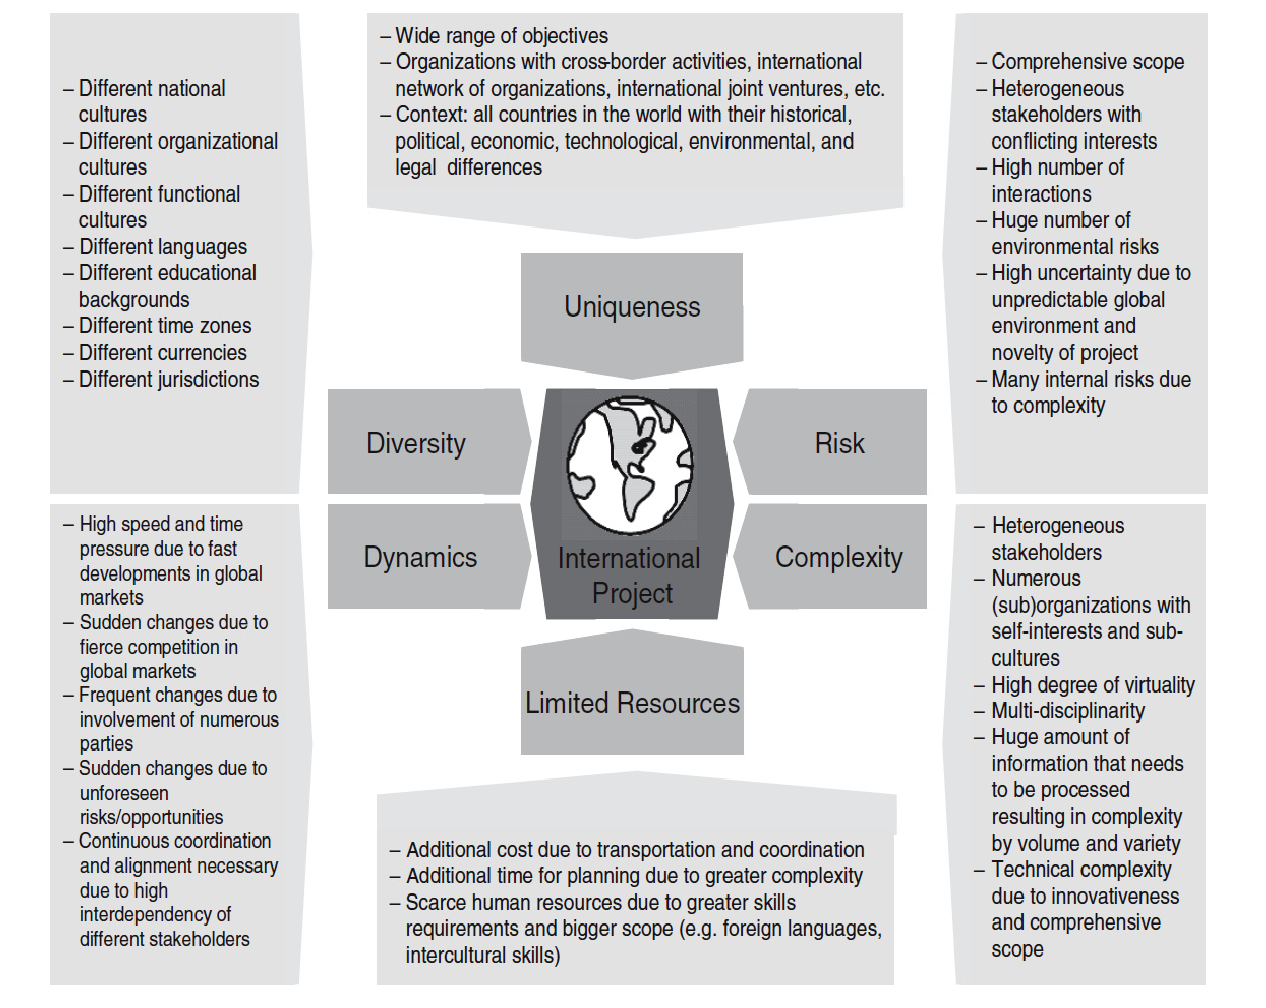 – Different national
cultures
– Different organizational
cultures
– Different functional
cultures
– Different languages
– Different educational
backgrounds
– Different time zones
– Different currencies
– Different jurisdictions
– Wide range of objectives
– Organizations with cross-border activities, international
network of organizations, international joint ventures, etc.
– Context: all countries in the world with their historical,
political, economic, technological, environmental, and
legal differences
– Comprehensive scope
– Heterogeneous
stakeholders with
conflicting interests
– High number of
interactions
– Huge number of
environmental risks
– High uncertainty due to
unpredictable global
environment and
novelty of project
– Many internal risks due
to complexity
Uniqueness
Diversity
Risk
Dynamics
International
Project
Complexity
Limited Resources
– High speed and time
pressure due to fast
developments in global
markets
– Sudden changes due to
fierce competition in
global markets
– Frequent changes due to
involvement of numerous
parties
– Sudden changes due to
unforeseen
risks/opportunities
– Continuous coordination
and alignment necessary
due to high
interdependency of
different stakeholders
– Additional cost due to transportation and coordination
– Additional time for planning due to greater complexity
– Scarce human resources due to greater skills
requirements and bigger scope (e.g. foreign languages,
intercultural skills)
– Heterogeneous
stakeholders
– Numerous
(sub)organizations with
self-interests and sub-
cultures
– High degree of virtuality
– Multi-disciplinarity
– Huge amount of
information that needs
to be processed
resulting in complexity
by volume and variety
– Technical complexity
due to innovativeness
and comprehensive
scope